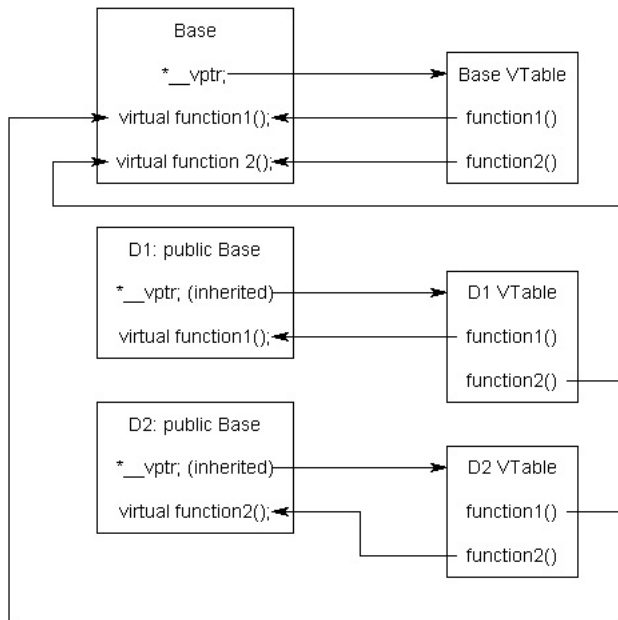 Base
*__vptr;
virtual function1();
virtual function 2();
Base VTable
function1()
function2()
D1: public Base
*__vptr; (inherited)
virtual function1();
D1 VTable
function1()
function2()
D2: public Base
*__vptr; (inherited)
virtual function2();
D2 VTable
function1()
function2()